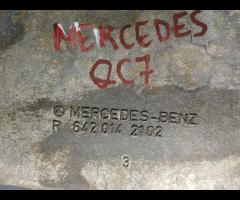 MERCEDES
QC7
MERCEDES-BENZ
R 642 014 2102
3